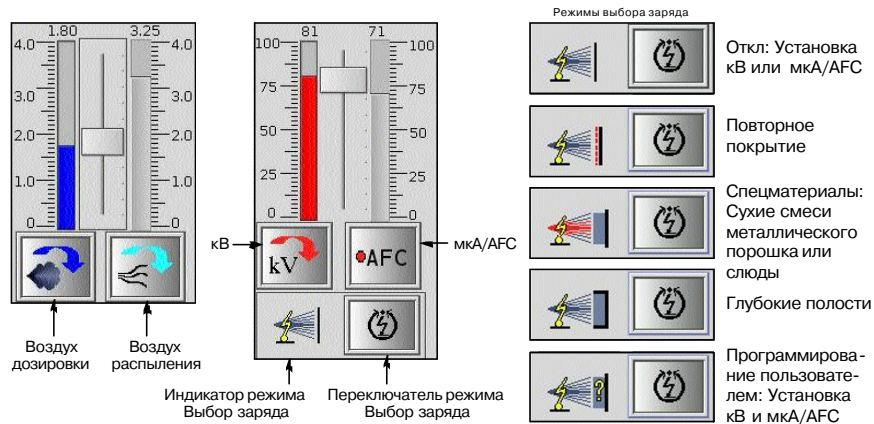 1.80 3.25
4.0 4.0
3.0 3.0
2.0 2.0
1.0 1.0
0 0
Воздух
дозировки
Воздух
распыления
81 71
100 100
75 75
50 50
25 25
0 0
кВ
kV
AFC
мкА/AFC
Индикатор режима
Выбор заряда
Переключатель режима
Выбор заряда
Режимы выбора заряда
Откл: Установка
кВ или мкА/AFC
Повторное
покрытие
Спецматериалы:
Сухие смеси
металлического
порошка или
слюды
Глубокие полости
?
Программирова-
ние пользовате-
лем: Установка
кВ и мкА/AFC